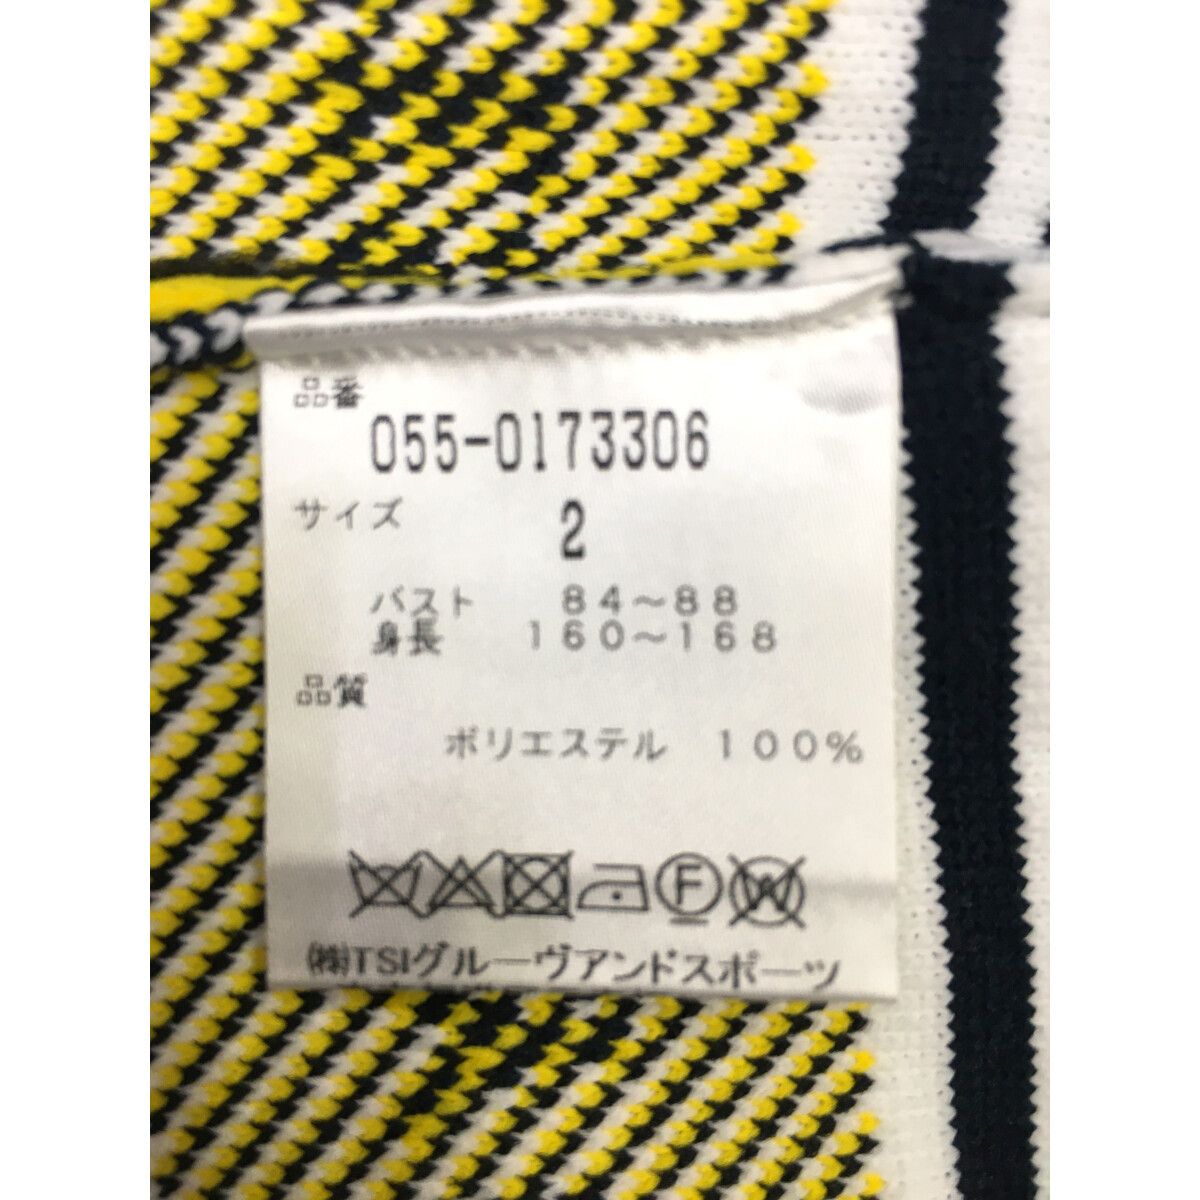 品番
055-0173306
サイズ 2
バスト 84～88
身長 160～168
品質
ポリエステル 100%
F W
㈱TSIグルーヴアンドスポーツ